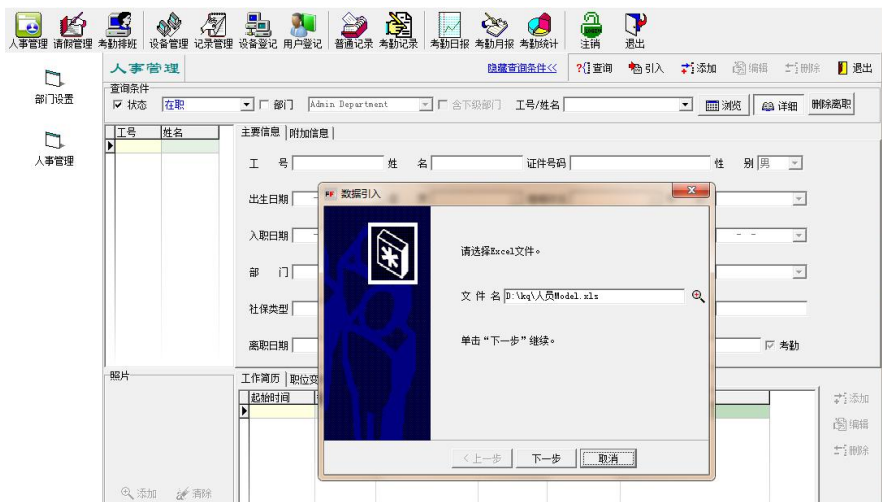 人事管理 请假管理 考勤排班 设备管理 记录管理 设备登记 用户登记 普通记录 考勤记录 考勤日报 考勤月报 考勤统计 注销 退出
人事管理 隐藏查询条件<< 查询 引入 添加 编辑 删除 退出
部门设置
人事管理
查询条件
状态 在职 部门 Admin Department 含下级部门 工号/姓名 浏览 详细 删除离职
工号 姓名
主要信息 附加信息
工 号 姓 名 证件号码 性 别 男
出生日期
入职日期
部 门
社保类型
离职日期 考勤
数据引入
请选择Excel文件。
文 件 名 D:\kq\人员Model.xls
单击“下一步”继续。
<上一步 下一步 取消
照片
工作简历 职位变
起始时间
添加
编辑
删除
添加 清除